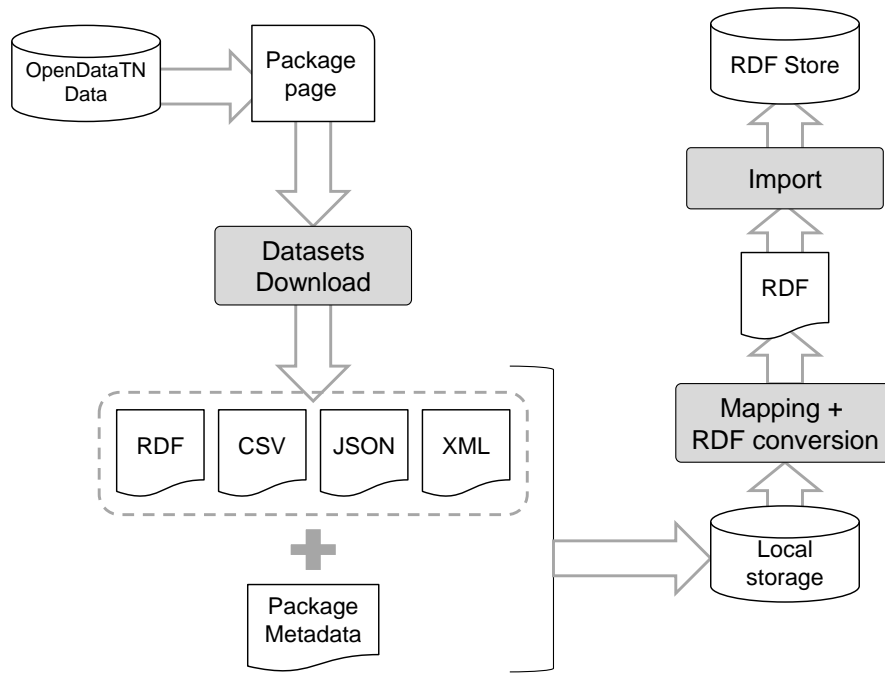 OpenDataTN
Data
Package
page
Datasets
Download
RDF
CSV
JSON
XML
Package
Metadata
Local
storage
Mapping +
RDF conversion
RDF
Import
RDF Store